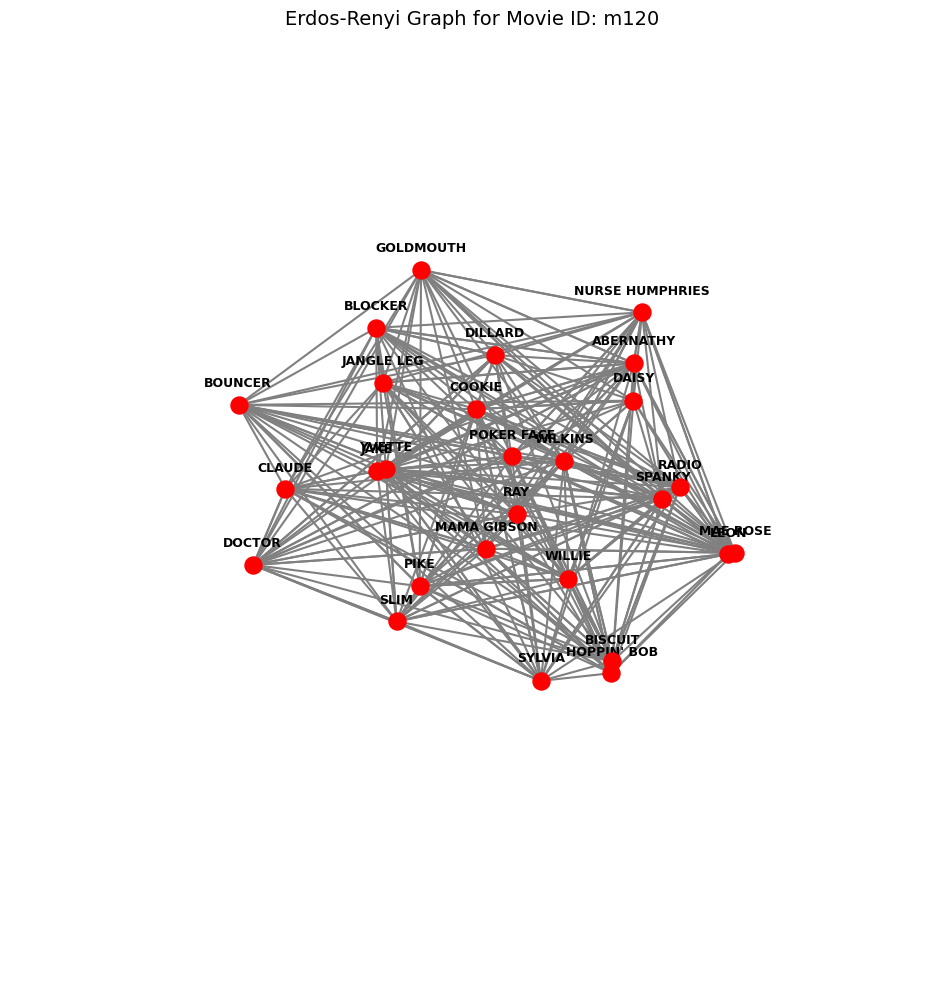 Erdos-Renyi Graph for Movie ID: m120
GOLDMOUTH
NURSE HUMPHRIES
BLOCKER
DILLARD
ABERNATHY
JANGLE LEG
DAISY
BOUNCER
COOKIE
POKER FACE
WILKINS
YVETTE
JAKE
RADIO
CLAUDE
SPANKY
RAY
MAMA GIBSON
MAE ROSE
LEON
DOCTOR
WILLIE
PIKE
SLIM
BISCUIT
HOPPIN' BOB
SYLVIA